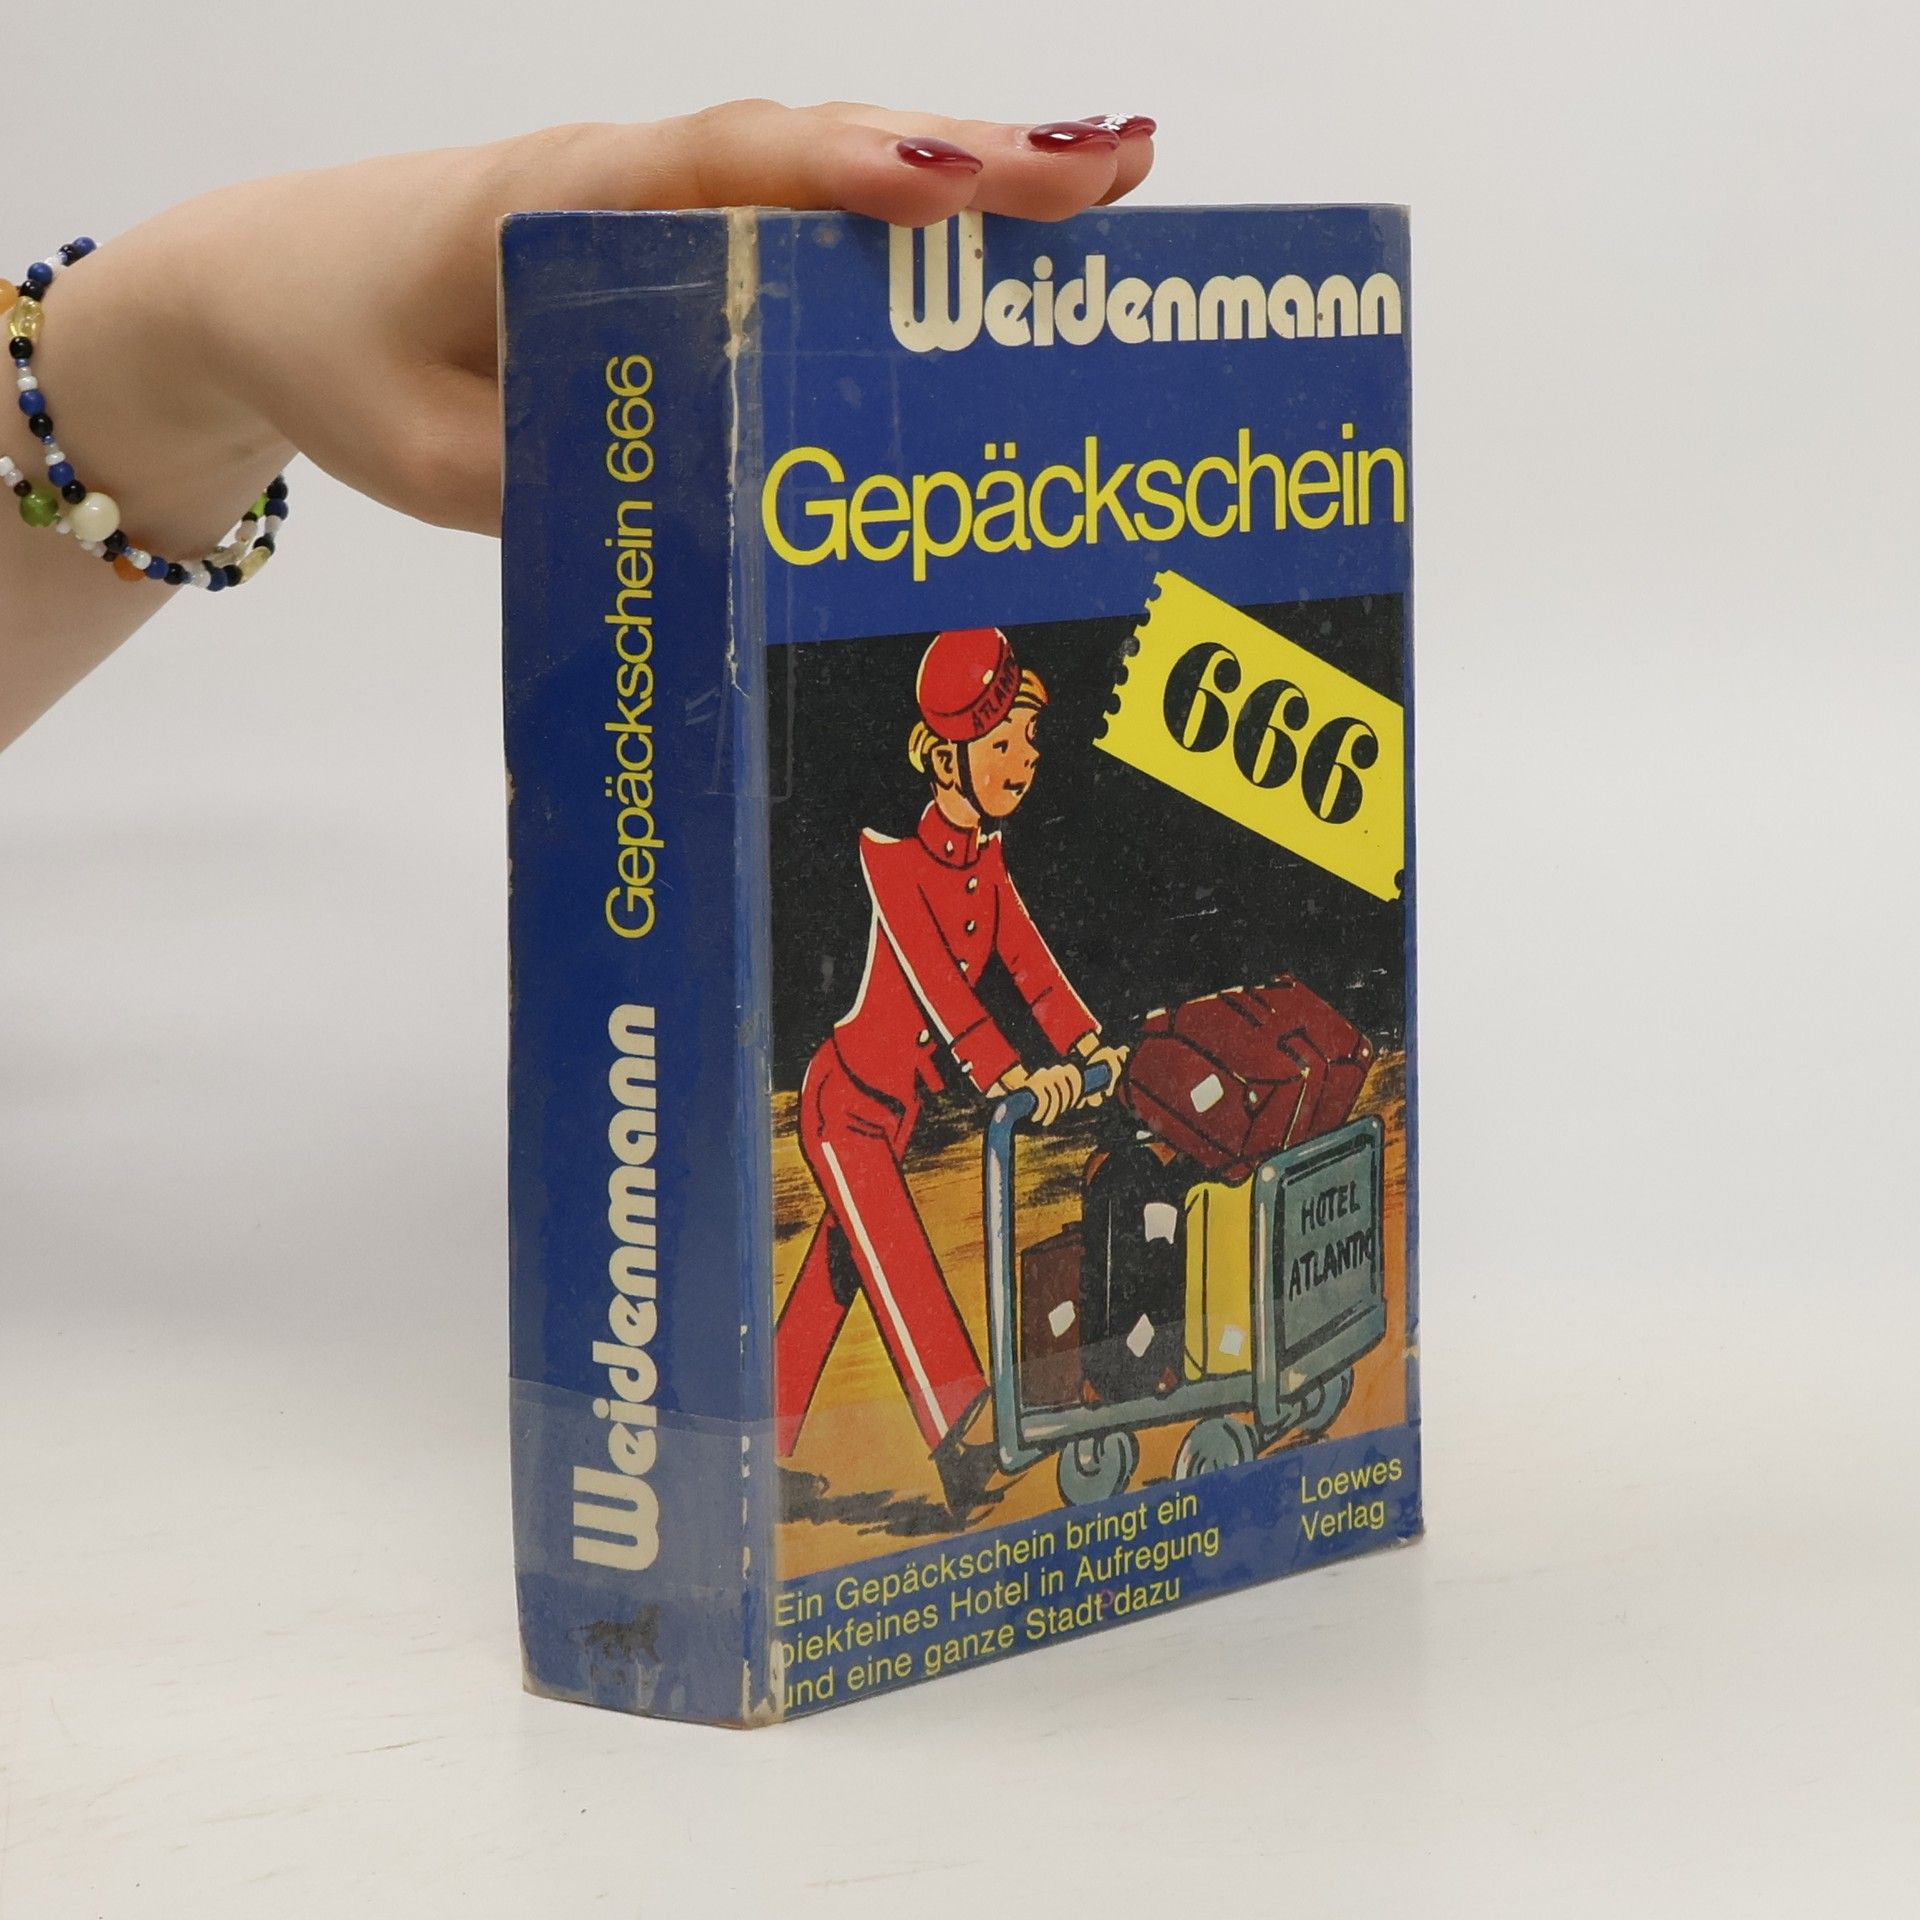 Weidenmann
Gepäckschein
666
ATLANTIC
HOTEL
ATLANTIC
Loewes
Verlag
Ein Gepäckschein bringt ein
piekfeines Hotel in Aufregung
und eine ganze Stadt dazu
Weidenmann Gepäckschein 666